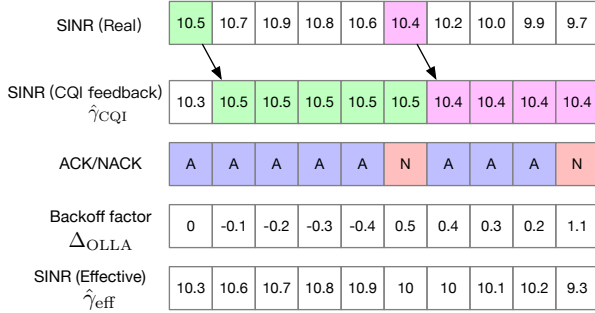 SINR (Real) 10.5 10.7 10.9 10.8 10.6 10.4 10.2 10.0 9.9 9.7
SINR (CQI feedback)
γ̂CQI 10.3 10.5 10.5 10.5 10.5 10.5 10.4 10.4 10.4 10.4
ACK/NACK A A A A A N A A A N
Backoff factor
ΔOLLA 0 -0.1 -0.2 -0.3 -0.4 0.5 0.4 0.3 0.2 1.1
SINR (Effective)
γ̂eff 10.3 10.6 10.7 10.8 10.9 10 10 10.1 10.2 9.3